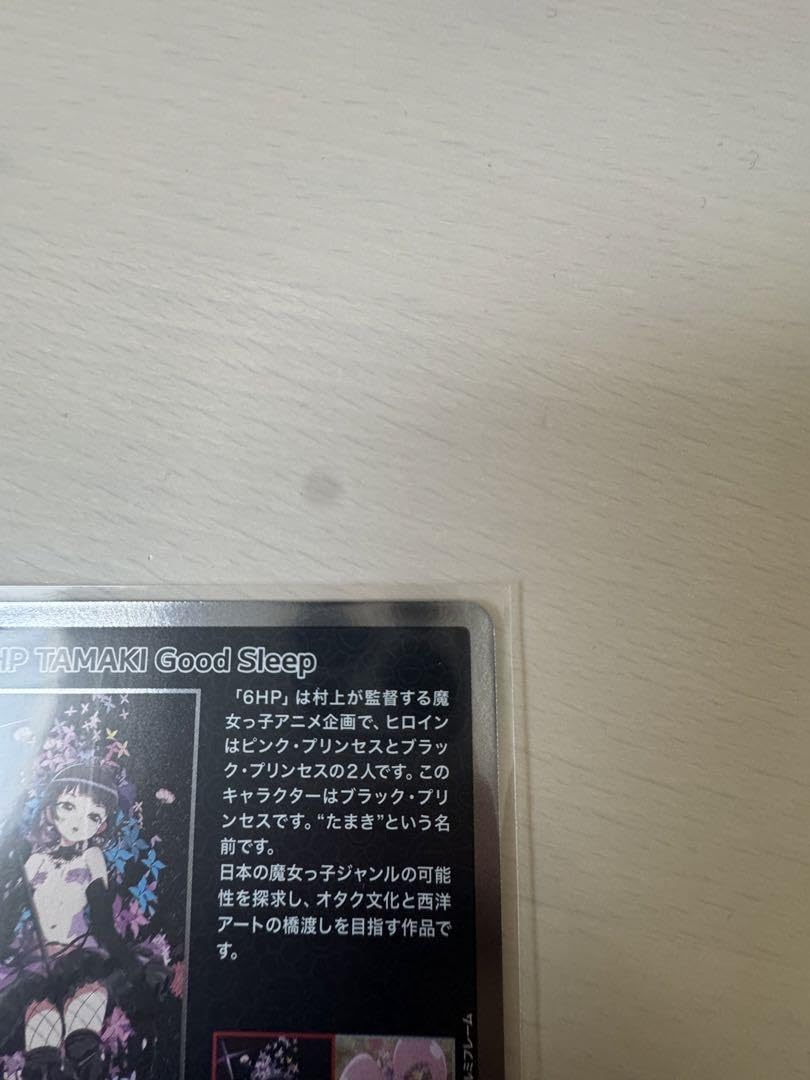 HP TAMAKI Good Sleep
「6HP」は村上が監督する魔
女っ子アニメ企画で、ヒロイン
はピンク・プリンセスとブラッ
ク・プリンセスの2人です。この
キャラクターはブラック・プリ
ンセスです。“たまき”という名
前です。
日本の魔女っ子ジャンルの可能
性を探求し、オタク文化と西洋
アートの橋渡しを目指す作品で
す。
ルミフレーム